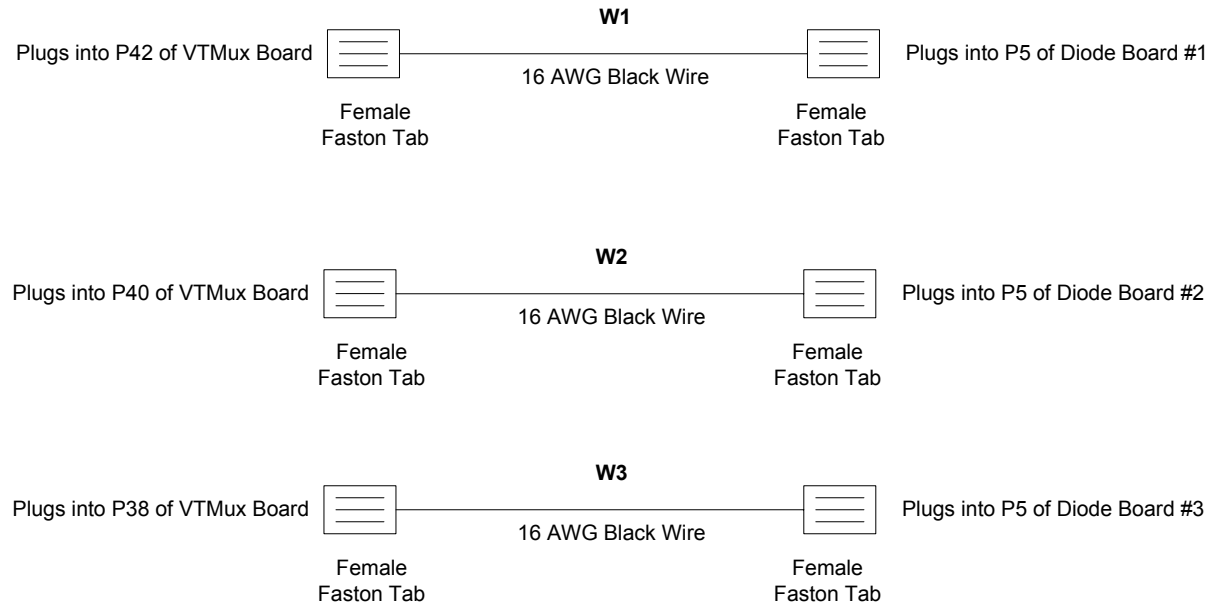 W1
Plugs into P42 of VTMux Board
Plugs into P5 of Diode Board #1
16 AWG Black Wire
Female
Faston Tab
Female
Faston Tab
W2
Plugs into P40 of VTMux Board
Plugs into P5 of Diode Board #2
16 AWG Black Wire
Female
Faston Tab
Female
Faston Tab
W3
Plugs into P38 of VTMux Board
Plugs into P5 of Diode Board #3
16 AWG Black Wire
Female
Faston Tab
Female
Faston Tab